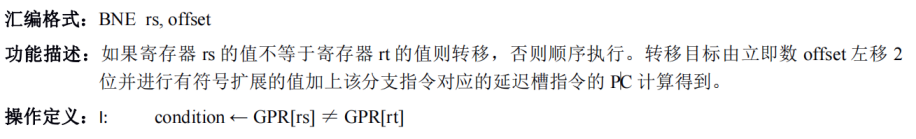 汇编格式：BNE rs, offset
功能描述：如果寄存器 rs 的值不等于寄存器 rt 的值则转移，否则顺序执行。转移目标由立即数 offset 左移 2
位并进行有符号扩展的值加上该分支指令对应的延迟槽指令的 PC 计算得到。
操作定义：I: condition ← GPR[rs] ≠ GPR[rt]